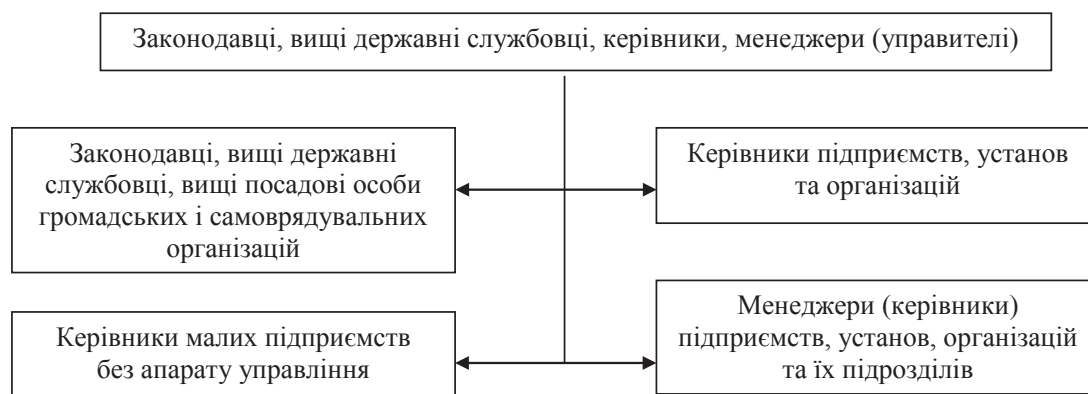 Законодавці, вищі державні службовці, керівники, менеджери (управителі)
Законодавці, вищі державні
службовці, вищі посадові особи
громадських і самоврядувальних
організацій
Керівники підприємств, установ
та організацій
Керівники малих підприємств
без апарату управління
Менеджери (керівники)
підприємств, установ, організацій
та їх підрозділів